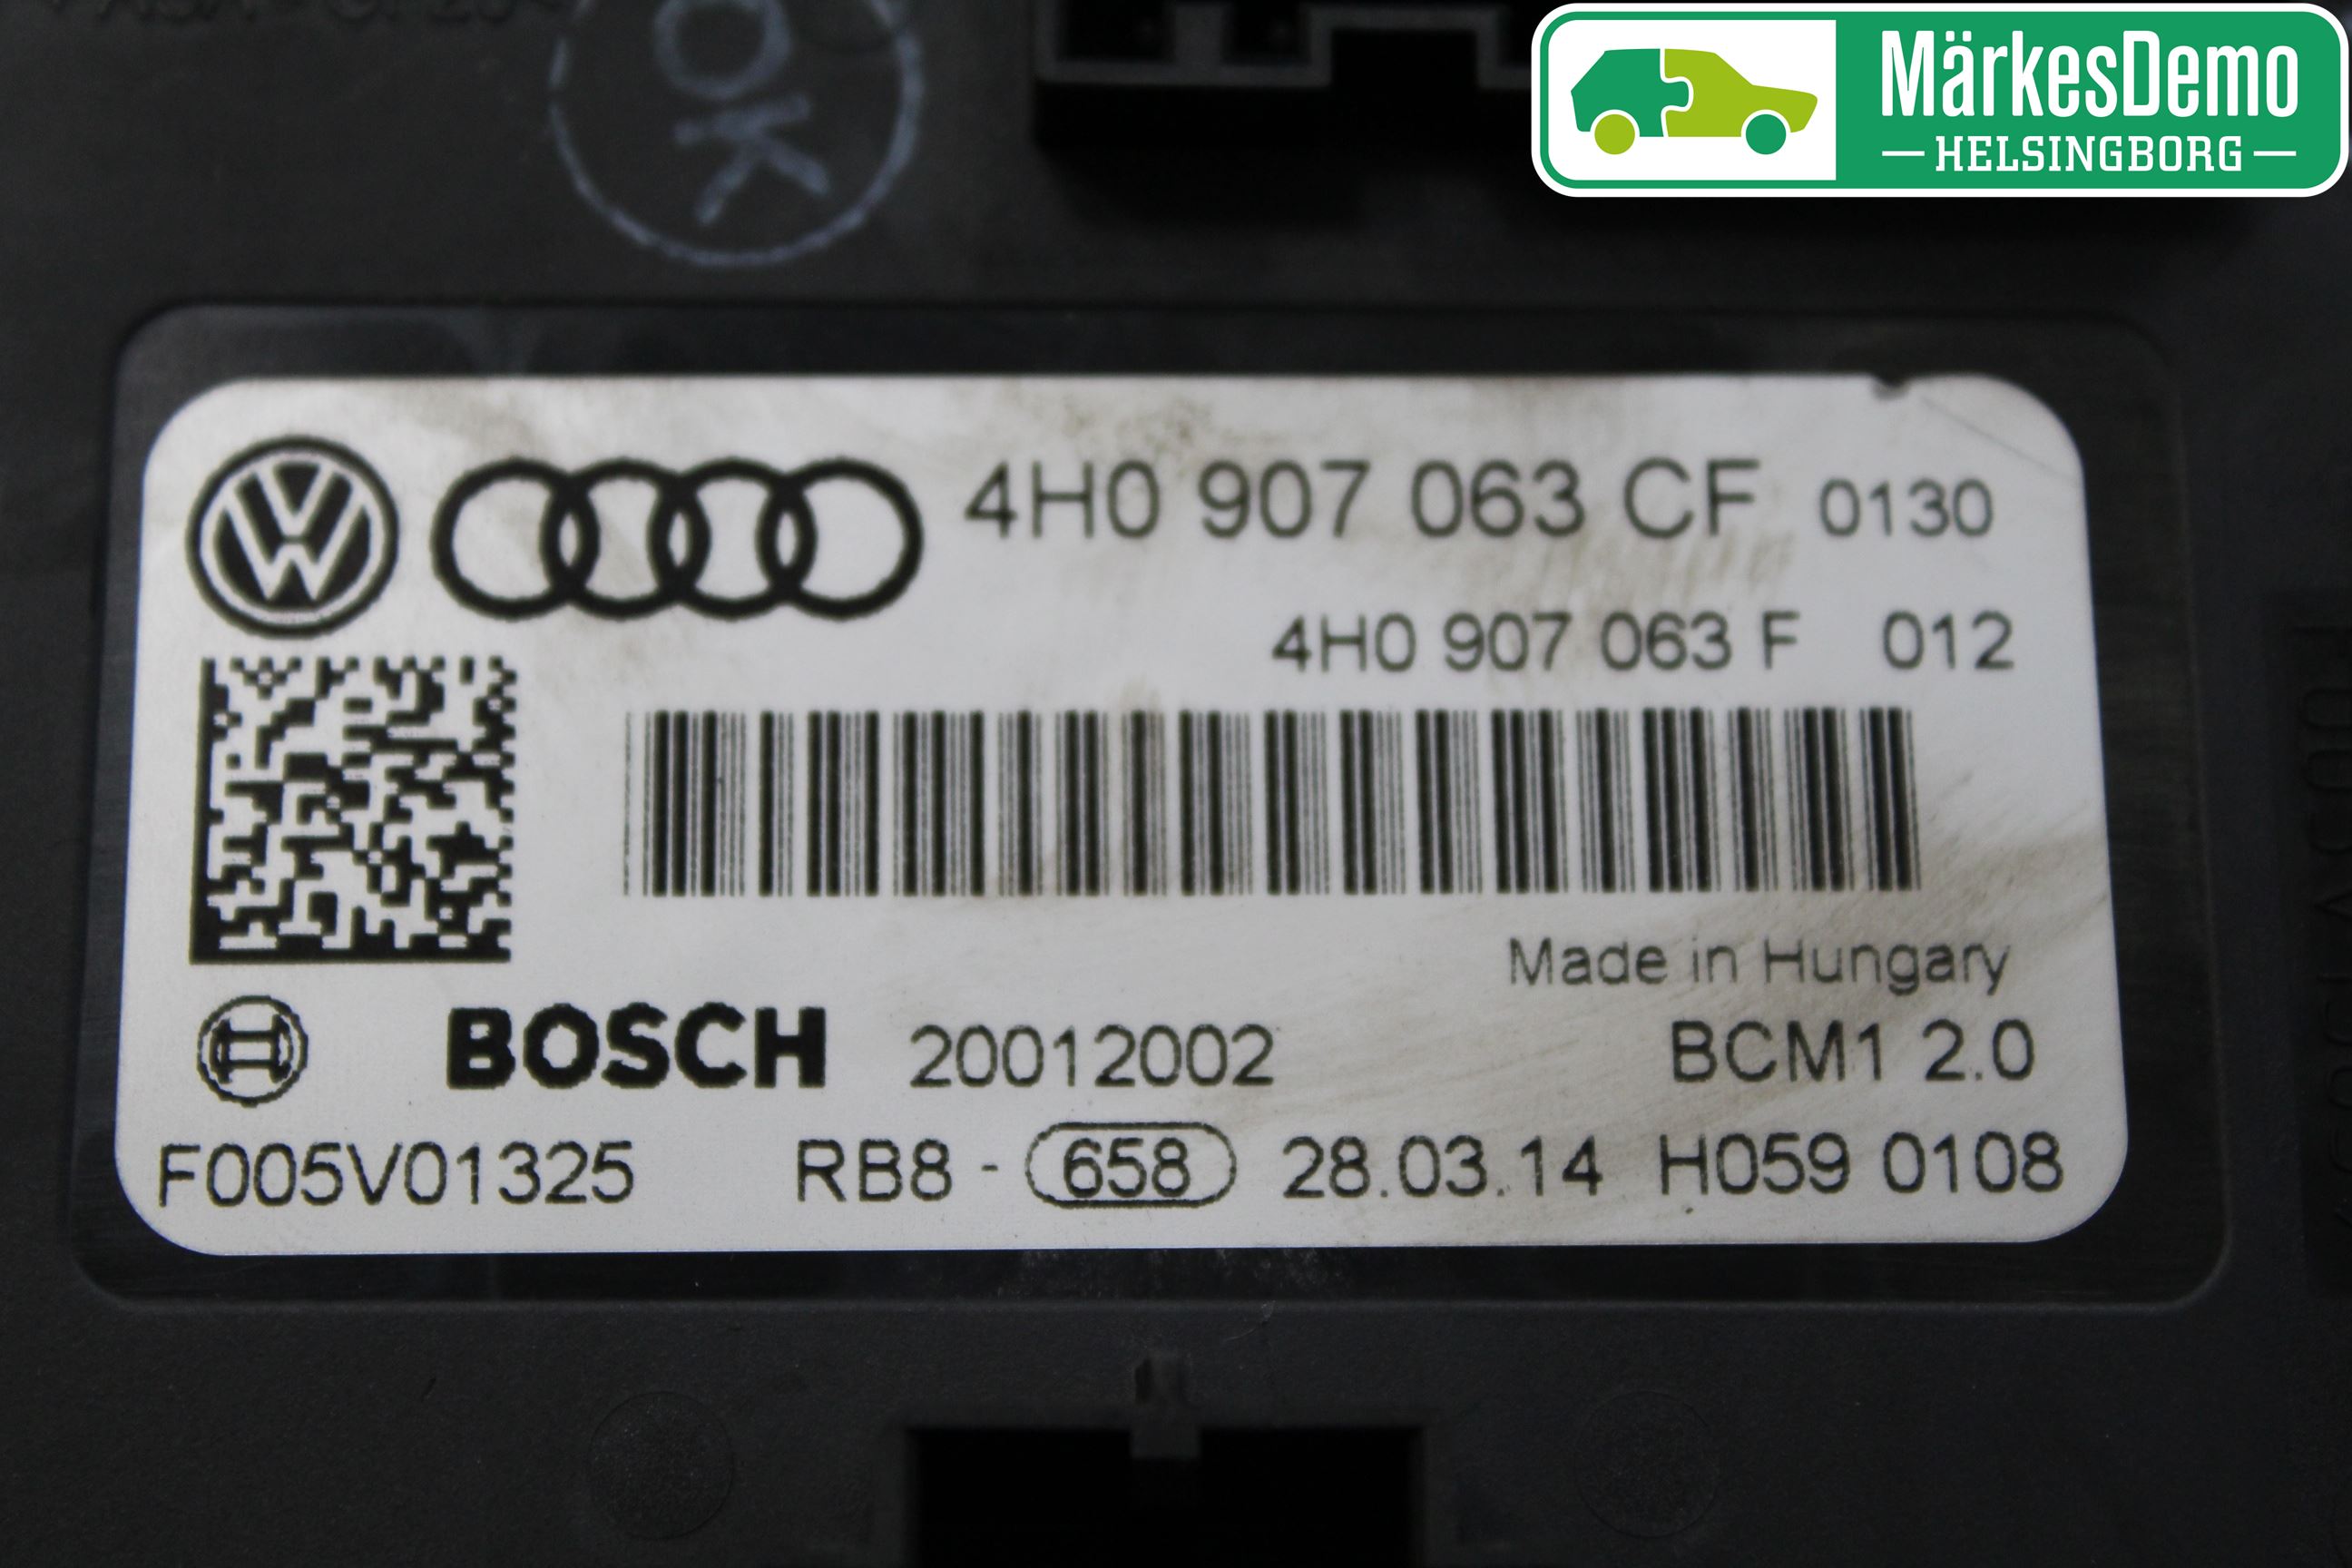 OK
MärkesDemo
HELSINGBORG
4H0 907 063 CF 0130
4H0 907 063 F 012
Made in Hungary
BOSCH 20012002 BCM1 2.0
F005V01325 RB8 - 658 28.03.14 H059 0108